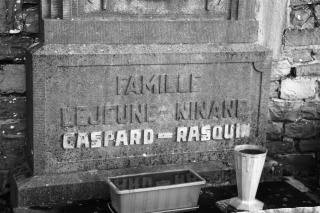 FAMILLE
LEJEUNE - NINANE
GASPARD - RASQUIN